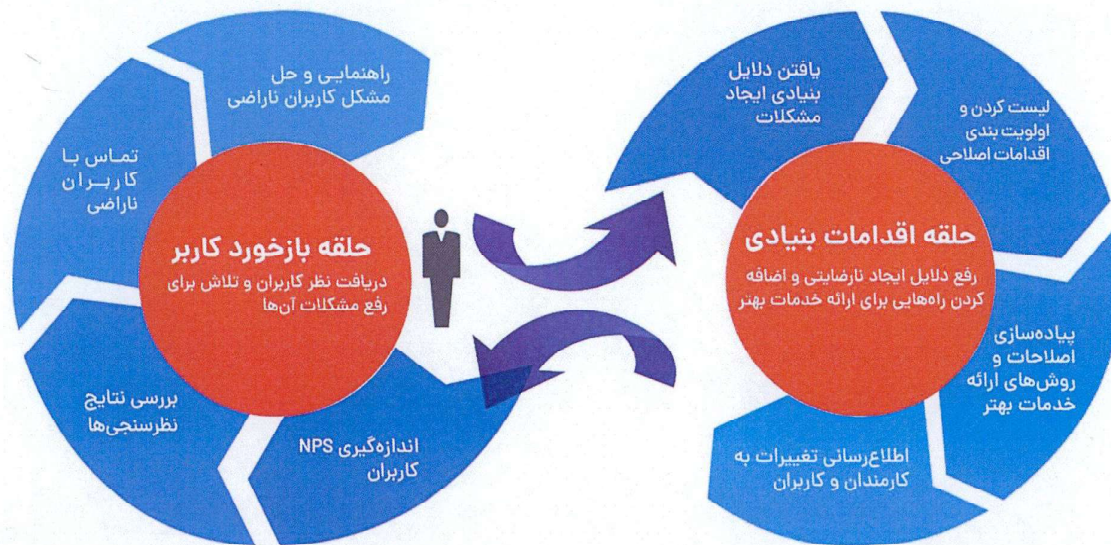 یافتن دلایل
بنیادی ایجاد
مشکلات
لیست کردن و
اولویت بندی
اقدامات اصلاحی
حلقه اقدامات بنیادی
رفع دلایل ایجاد نارضایتی و اضافه
کردن راه‌هایی برای ارائه خدمات بهتر
پیاده‌سازی
اصلاحات و
روش‌های ارائه
خدمات بهتر
اطلاع‌رسانی تغییرات به
کارمندان و کاربران
راهنمایی و حل
مشکل کاربران ناراضی
تماس با
کاربران
ناراضی
حلقه بازخورد کاربر
دریافت نظر کاربران و تلاش برای
رفع مشکلات آن‌ها
بررسی نتایج
نظرسنجی‌ها
اندازه‌گیری NPS
کاربران